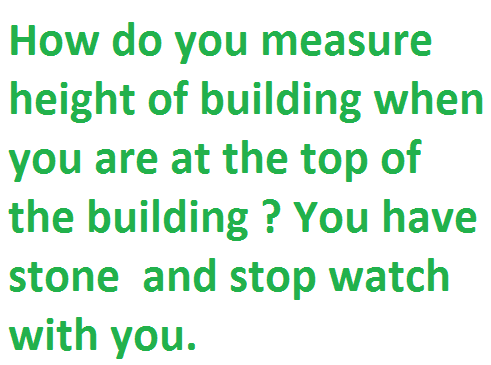 How do you measure
height of building when
you are at the top of
the building ? You have
stone  and stop watch
with you.